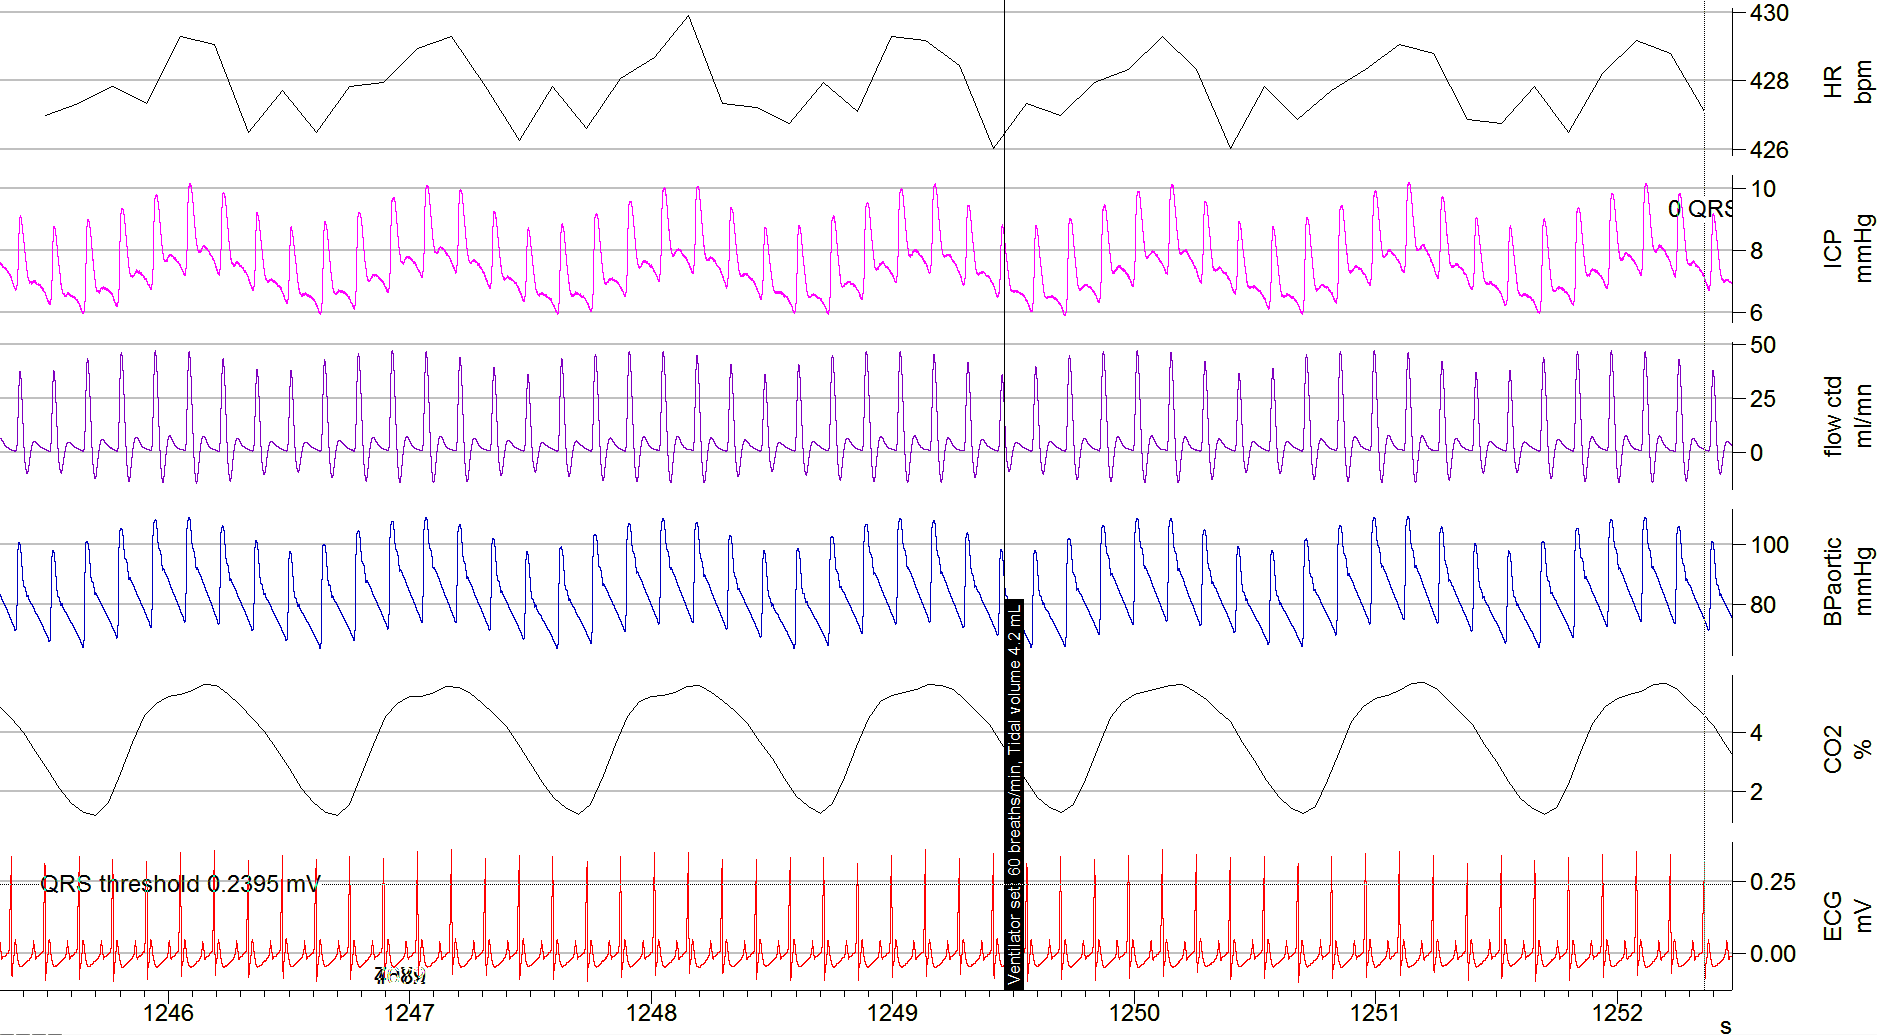 430
428
426
HR
bpm
10
8
6
ICP
mmHg
0 QRS
50
25
0
flow ctd
ml/mn
100
80
BPaortic
mmHg
Ventilator set: 60 breaths/min, Tidal volume 4.2 mL
4
2
CO2
%
QRS threshold 0.2395 mV
0.25
0.00
ECG
mV
1246
1247
1248
1249
1250
1251
1252
s